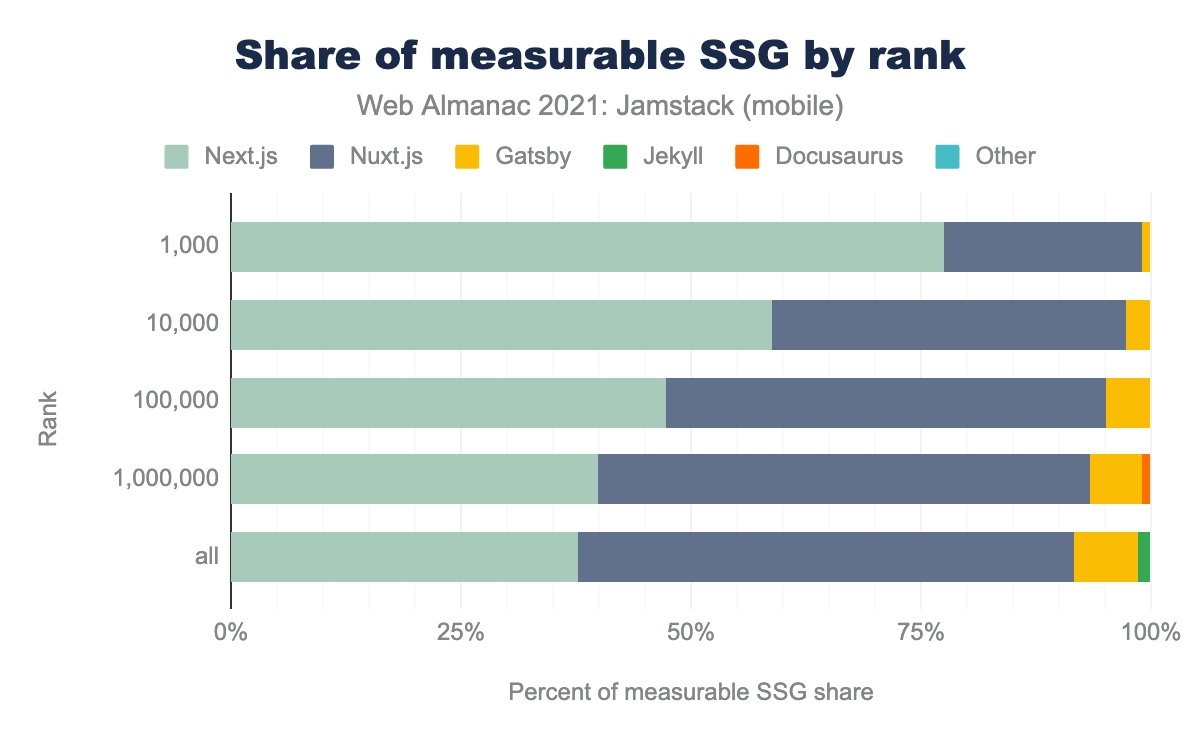 Share of measurable SSG by rank
Web Almanac 2021: Jamstack (mobile)
Next.js Nuxt.js Gatsby Jekyll Docusaurus Other
1,000
10,000
100,000
1,000,000
all
Rank
0% 25% 50% 75% 100%
Percent of measurable SSG share